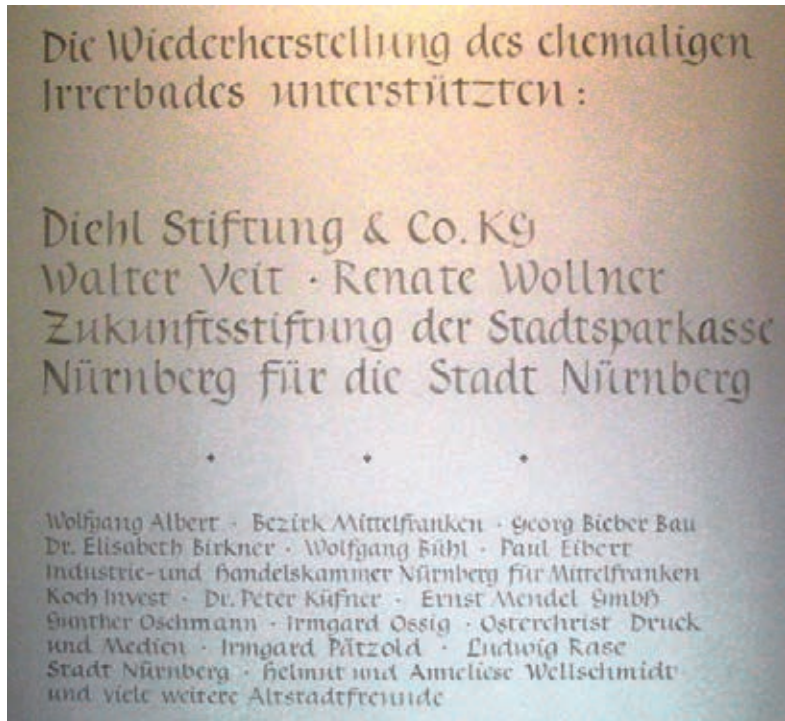 Die Wiederherstellung des ehemaligen
Irrerbades unterstützten :
Diehl Stiftung & Co. KG
Walter Veit · Renate Wollner
Zukunftsstiftung der Stadtsparkasse
Nürnberg für die Stadt Nürnberg
Wolfgang Albert · Bezirk Mittelfranken · Georg Bieber Bau
Dr. Elisabeth Birkner · Wolfgang Bühl · Paul Eibert
Industrie- und Handelskammer Nürnberg für Mittelfranken
Koch Invest · Dr. Peter Küfner · Ernst Mendel GmbH
Gunther Oschmann · Irmgard Ossig · Osterchrist Druck
und Medien · Irmgard Pätzold · Ludwig Rase
Stadt Nürnberg · Helmut und Anneliese Wellschmidt
und viele weitere Altstadtfreunde